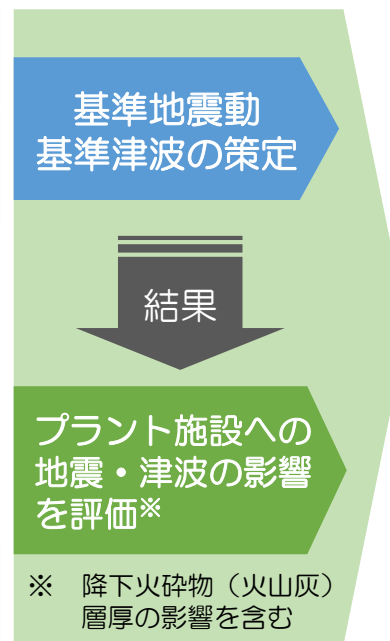 基準地震動
基準津波の策定
結果
プラント施設への
地震・津波の影響
を評価※
※　降下火砕物（火山灰）
層厚の影響を含む